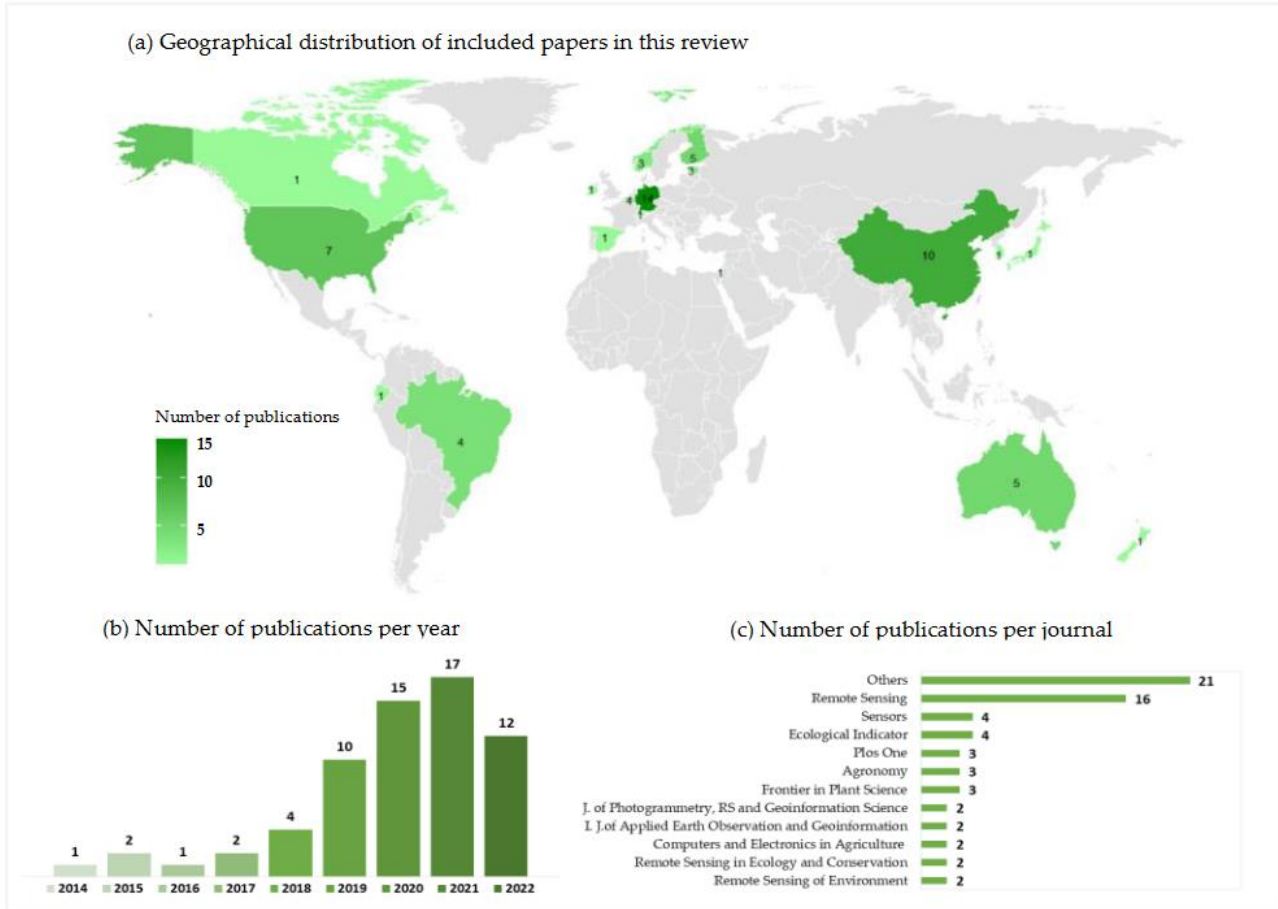 (a) Geographical distribution of included papers in this review
1
7
1
4
3
5
3
1
4
1
1
1
10
1
1
5
1
Number of publications
15
10
5
(b) Number of publications per year
1
2
1
2
4
10
15
17
12
2014 2015 2016 2017 2018 2019 2020 2021 2022
(c) Number of publications per journal
Others 21
Remote Sensing 16
Sensors 4
Ecological Indicator 4
Plos One 3
Agronomy 3
Frontier in Plant Science 3
J. of Photogrammetry, RS and Geoinformation Science 2
I. J.of Applied Earth Observation and Geoinformation 2
Computers and Electronics in Agriculture 2
Remote Sensing in Ecology and Conservation 2
Remote Sensing of Environment 2